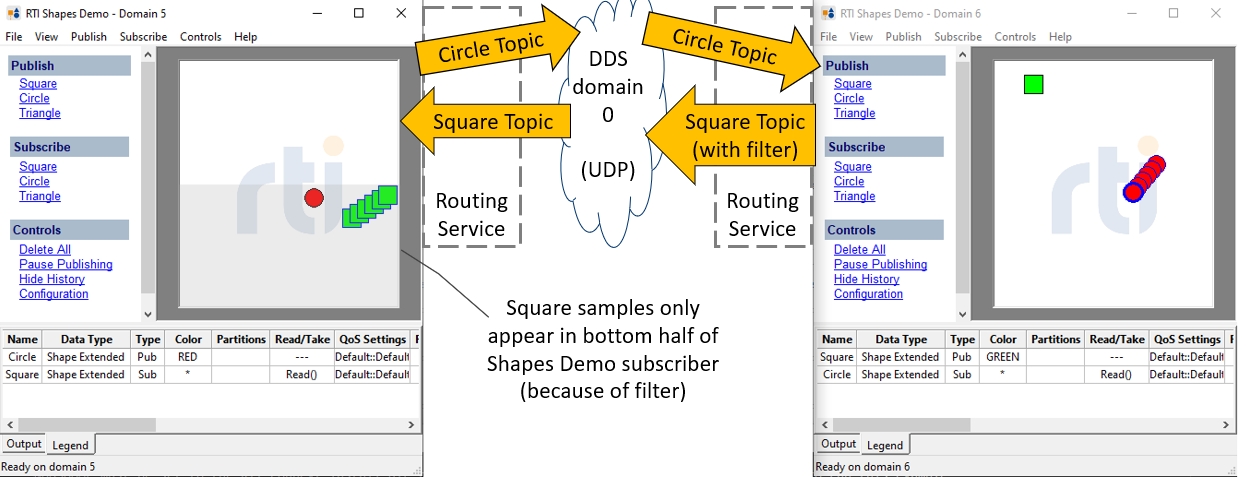 RTI Shapes Demo - Domain 5
File View Publish Subscribe Controls Help
Publish
Square
Circle
Triangle
Subscribe
Square
Circle
Triangle
Controls
Delete All
Pause Publishing
Hide History
Configuration
rti
Name Data Type Type Color Partitions Read/Take QoS Settings F
Circle Shape Extended Pub RED --- Default::Default
Square Shape Extended Sub * Read() Default::Default
Output Legend
Ready on domain 5
Circle Topic
Square Topic
Routing
Service
DDS
domain
0
(UDP)
Circle Topic
Square Topic
(with filter)
Routing
Service
Square samples only
appear in bottom half of
Shapes Demo subscriber
(because of filter)
RTI Shapes Demo - Domain 6
File View Publish Subscribe Controls Help
Publish
Square
Circle
Triangle
Subscribe
Square
Circle
Triangle
Controls
Delete All
Pause Publishing
Hide History
Configuration
rti
Name Data Type Type Color Partitions Read/Take QoS Settings F
Square Shape Extended Pub GREEN --- Default::Default
Circle Shape Extended Sub * Read() Default::Default
Output Legend
Ready on domain 6